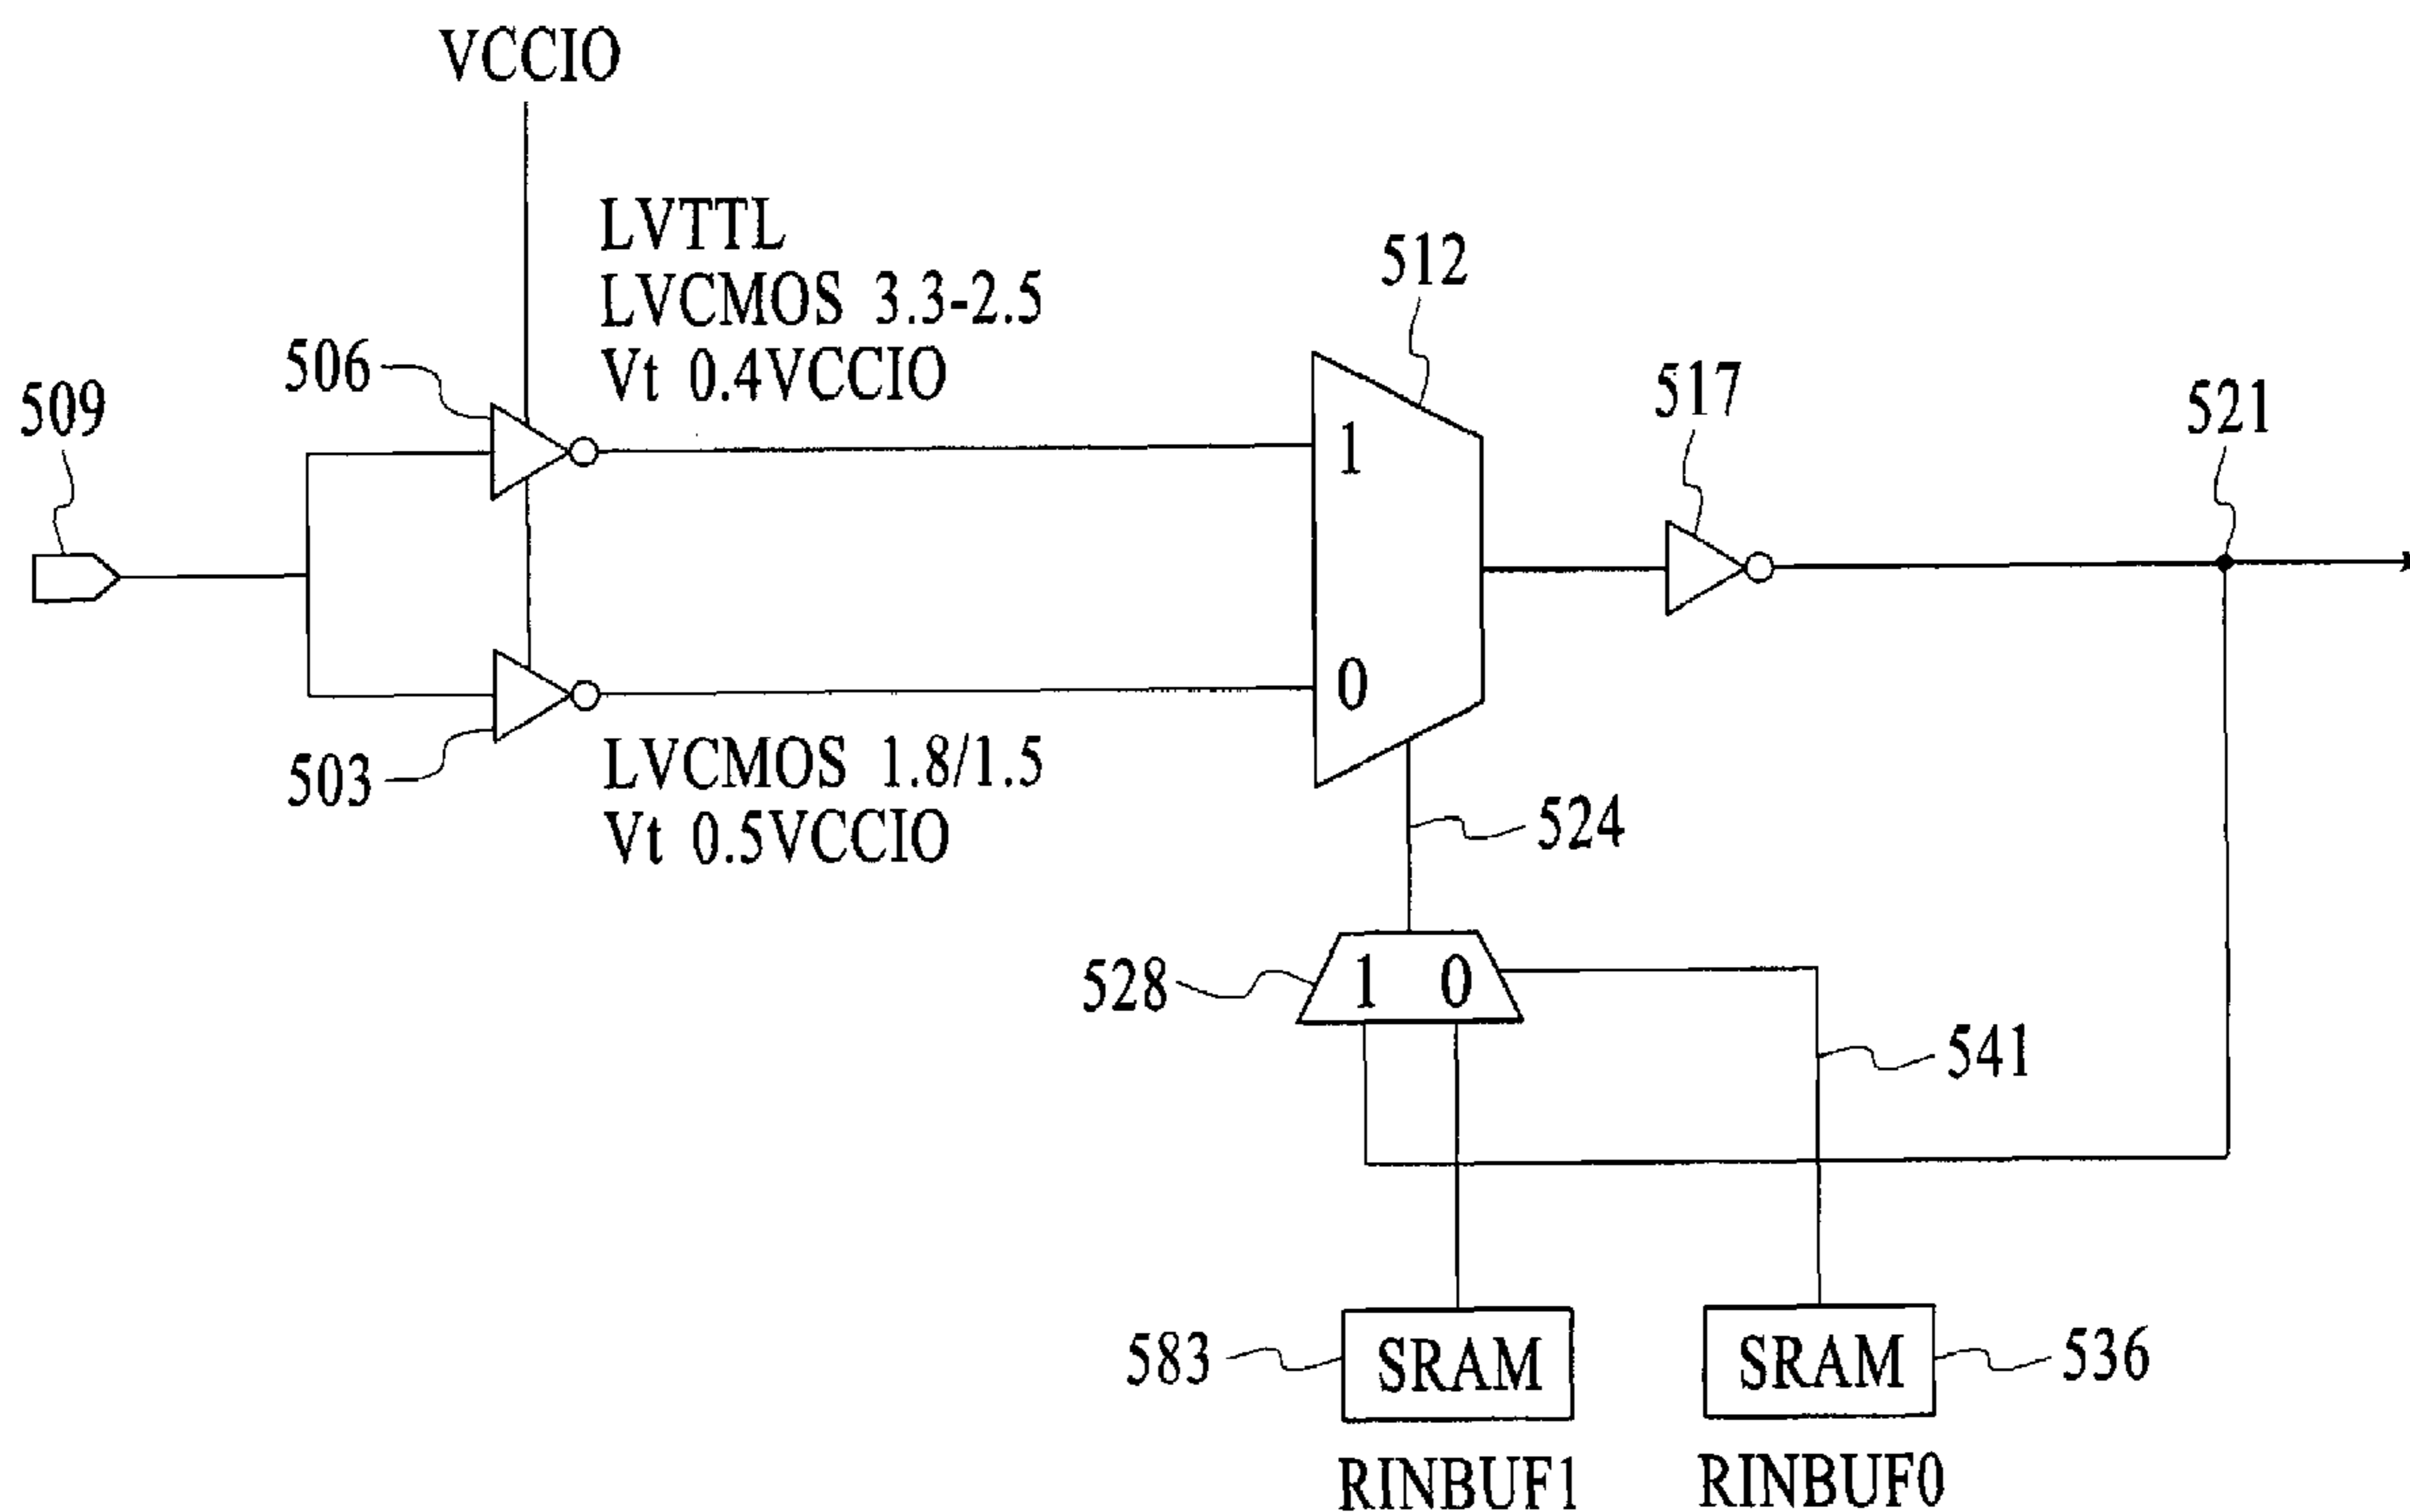 VCCIO
LVTTL
LVCMOS 3.3-2.5
Vt 0.4VCCIO
506
509
512
517
521
1
0
503
LVCMOS 1.8/1.5
Vt 0.5VCCIO
524
528
1 0
541
583
SRAM
SRAM
536
RINBUF1
RINBUF0